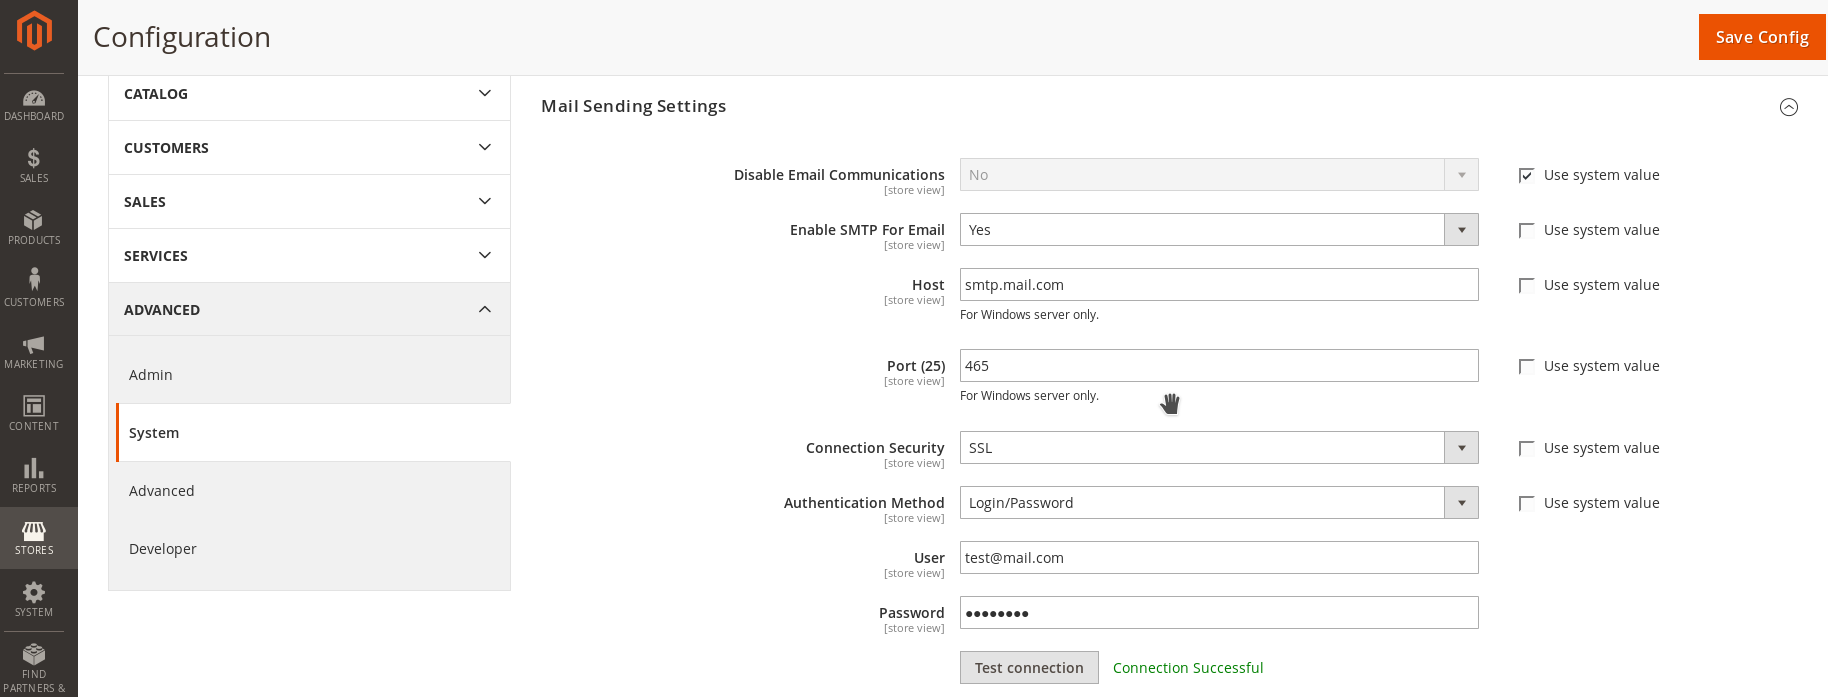 Configuration
Save Config
DASHBOARD
SALES
PRODUCTS
CUSTOMERS
MARKETING
CONTENT
REPORTS
STORES
SYSTEM
FIND
PARTNERS &
CATALOG
CUSTOMERS
SALES
SERVICES
ADVANCED
Admin
System
Advanced
Developer
Mail Sending Settings
Disable Email Communications No Use system value
[store view]
Enable SMTP For Email Yes Use system value
[store view]
Host smtp.mail.com Use system value
[store view]
For Windows server only.
Port (25) 465 Use system value
[store view]
For Windows server only.
Connection Security SSL Use system value
[store view]
Authentication Method Login/Password Use system value
[store view]
User test@mail.com
[store view]
Password ••••••••
[store view]
Test connection Connection Successful